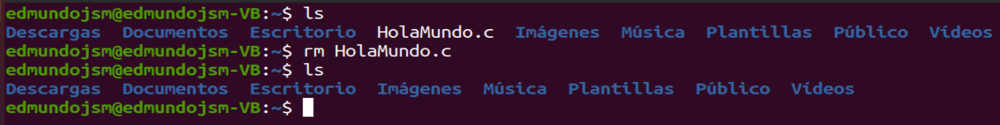 edmundojsm@edmundojsm-VB:~$ ls
Descargas  Documentos  Escritorio  HolaMundo.c  Imágenes  Música  Plantillas  Público  Vídeos
edmundojsm@edmundojsm-VB:~$ rm HolaMundo.c
edmundojsm@edmundojsm-VB:~$ ls
Descargas  Documentos  Escritorio  Imágenes  Música  Plantillas  Público  Vídeos
edmundojsm@edmundojsm-VB:~$